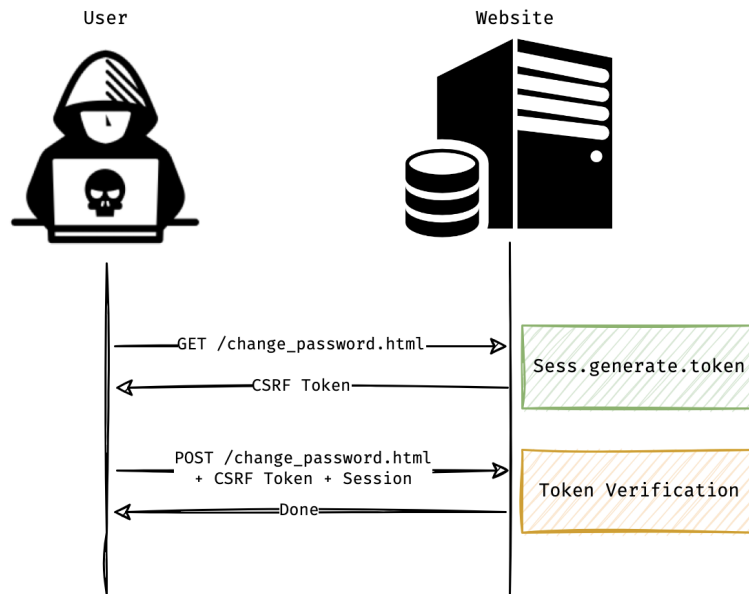 User
Website
GET /change_password.html
Sess.generate.token
CSRF Token
POST /change_password.html
+ CSRF Token + Session
Token Verification
Done